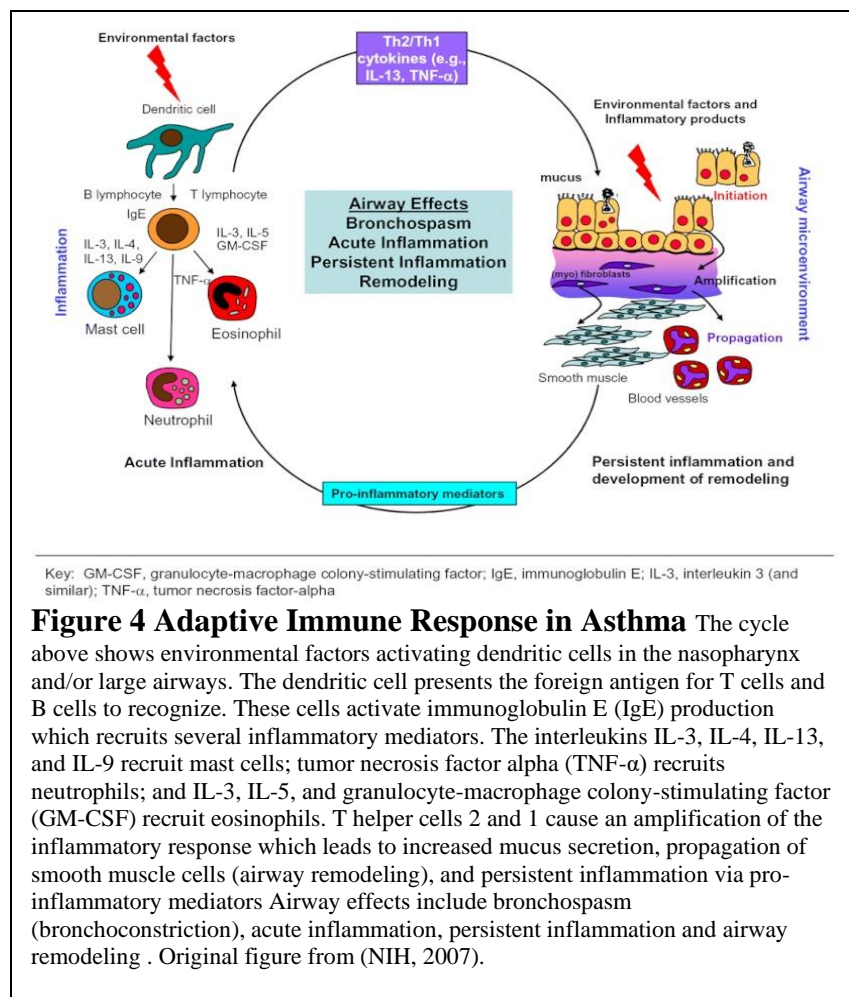 Environmental factors
Th2/Th1
cytokines (e.g.,
IL-13, TNF-α)
Dendritic cell
B lymphocyte
T lymphocyte
IgE
IL-3, IL-4,
IL-13, IL-9
IL-3, IL-5
GM-CSF
TNF-α
Inflammation
Mast cell
Eosinophil
Neutrophil
Acute Inflammation
Airway Effects
Bronchospasm
Acute Inflammation
Persistent Inflammation
Remodeling
Environmental factors and
Inflammatory products
mucus
Initiation
Airway microenvironment
(myo) fibroblasts
Amplification
Propagation
Smooth muscle
Blood vessels
Persistent inflammation and
development of remodeling
Pro-inflammatory mediators
Key: GM-CSF, granulocyte-macrophage colony-stimulating factor; IgE, immunoglobulin E; IL-3, interleukin 3 (and
similar); TNF-α, tumor necrosis factor-alpha
Figure 4 Adaptive Immune Response in Asthma The cycle
above shows environmental factors activating dendritic cells in the nasopharynx
and/or large airways. The dendritic cell presents the foreign antigen for T cells and
B cells to recognize. These cells activate immunoglobulin E (IgE) production
which recruits several inflammatory mediators. The interleukins IL-3, IL-4, IL-13,
and IL-9 recruit mast cells; tumor necrosis factor alpha (TNF-α) recruits
neutrophils; and IL-3, IL-5, and granulocyte-macrophage colony-stimulating factor
(GM-CSF) recruit eosinophils. T helper cells 2 and 1 cause an amplification of the
inflammatory response which leads to increased mucus secretion, propagation of
smooth muscle cells (airway remodeling), and persistent inflammation via pro-
inflammatory mediators Airway effects include bronchospasm
(bronchoconstriction), acute inflammation, persistent inflammation and airway
remodeling . Original figure from (NIH, 2007).